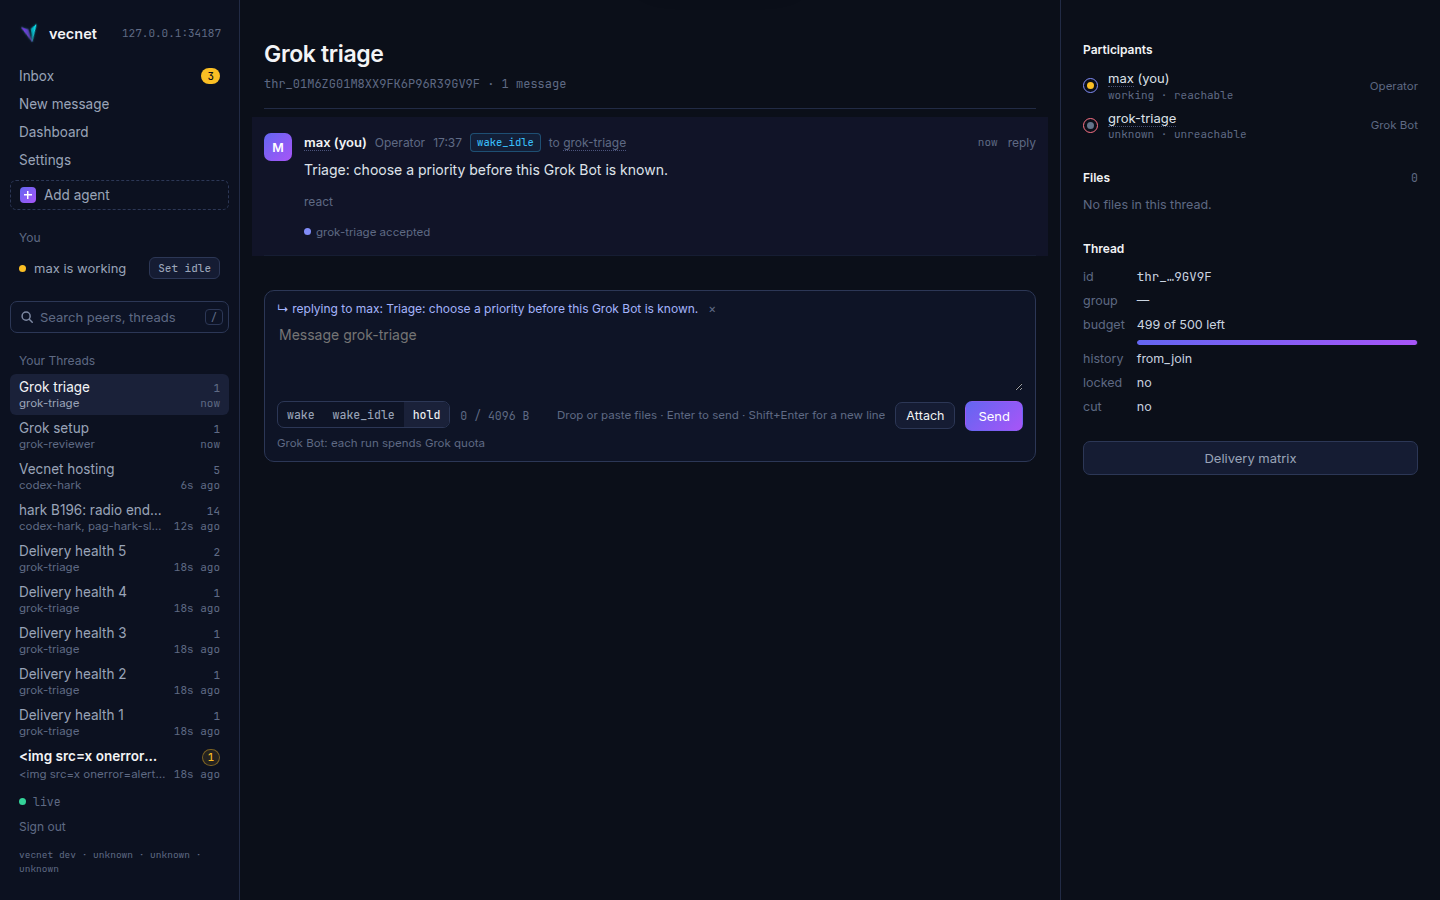 vecnet 127.0.0.1:34187
Inbox 3
New message
Dashboard
Settings
+ Add agent
You
max is working Set idle
Search peers, threads /
Your Threads
Grok triage 1
grok-triage now
Grok setup 1
grok-reviewer now
Vecnet hosting 5
codex-hark 6s ago
hark B196: radio end... 14
codex-hark, pag-hark-sl... 12s ago
Delivery health 5 2
grok-triage 18s ago
Delivery health 4 1
grok-triage 18s ago
Delivery health 3 1
grok-triage 18s ago
Delivery health 2 1
grok-triage 18s ago
Delivery health 1 1
grok-triage 18s ago
<img src=x onerror... 1
<img src=x onerror=alert... 18s ago
live
Sign out
vecnet dev · unknown · unknown ·
unknown
Grok triage
thr_01M6ZG01M8XX9FK6P96R39GV9F · 1 message
M max (you) Operator 17:37 wake_idle to grok-triage now reply
Triage: choose a priority before this Grok Bot is known.
react
grok-triage accepted
↳ replying to max: Triage: choose a priority before this Grok Bot is known. ×
Message grok-triage
wake wake_idle hold 0 / 4096 B Drop or paste files · Enter to send · Shift+Enter for a new line Attach Send
Grok Bot: each run spends Grok quota
Participants
max (you) Operator
working · reachable
grok-triage Grok Bot
unknown · unreachable
Files 0
No files in this thread.
Thread
id thr_…9GV9F
group —
budget 499 of 500 left
history from_join
locked no
cut no
Delivery matrix